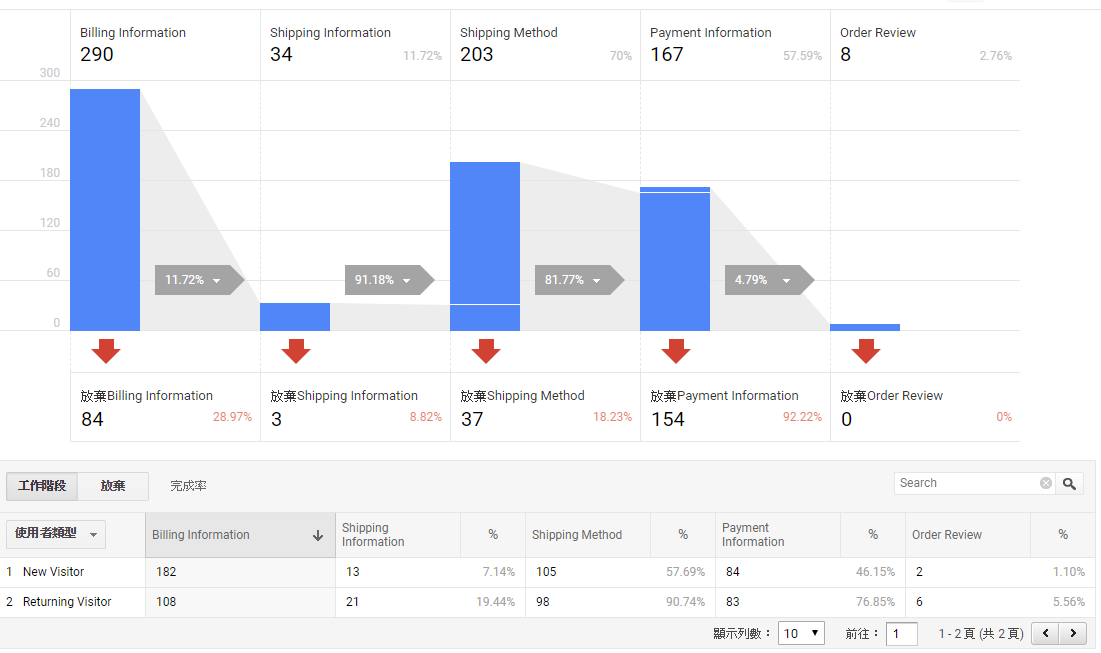 Billing Information
290
Shipping Information
34 11.72%
Shipping Method
203 70%
Payment Information
167 57.59%
Order Review
8 2.76%
300
240
180
120
60
0
11.72%
91.18%
81.77%
4.79%
放棄Billing Information
84 28.97%
放棄Shipping Information
3 8.82%
放棄Shipping Method
37 18.23%
放棄Payment Information
154 92.22%
放棄Order Review
0 0%
工作階段 放棄 完成率 Search
使用者類型 Billing Information Shipping Information % Shipping Method % Payment Information % Order Review %
1 New Visitor 182 13 7.14% 105 57.69% 84 46.15% 2 1.10%
2 Returning Visitor 108 21 19.44% 98 90.74% 83 76.85% 6 5.56%
顯示列數： 10 前往： 1 1 - 2 頁 (共 2 頁)